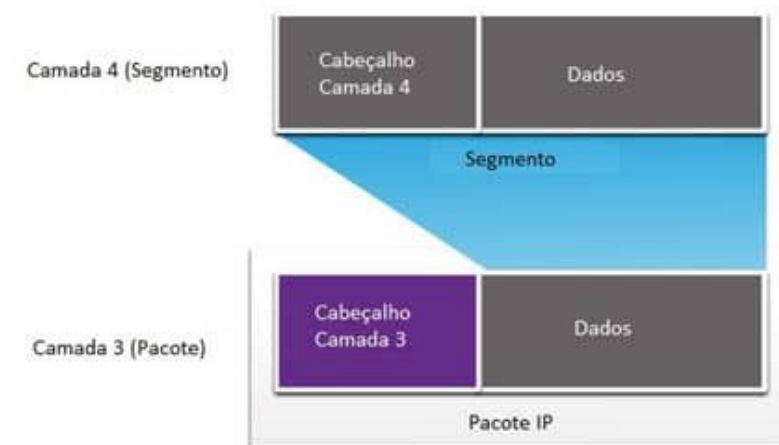 Camada 4 (Segmento)
Cabeçalho
Camada 4
Dados
Segmento
Camada 3 (Pacote)
Cabeçalho
Camada 3
Dados
Pacote IP